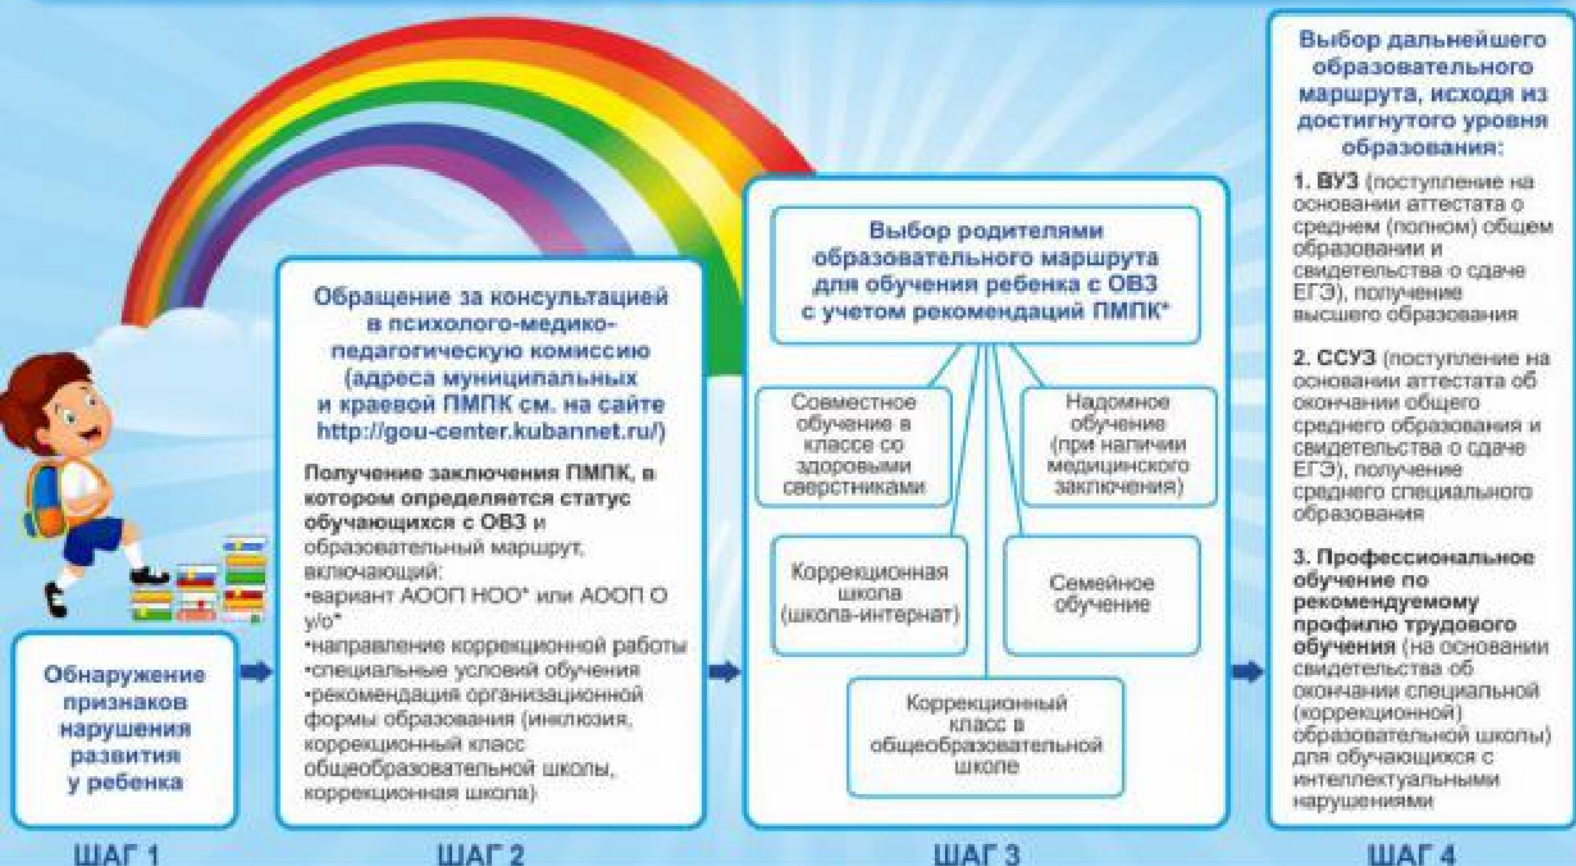 Обнаружение
признаков
нарушения
развития
у ребенка
ШАГ 1
Обращение за консультацией
в психолого-медико-
педагогическую комиссию
(адреса муниципальных
и краевой ПМПК см. на сайте
http://gou-center.kubannet.ru/)
Получение заключения ПМПК, в
котором определяется статус
обучающихся с ОВЗ и
образовательный маршрут,
включающий:
•вариант АООП НОО* или АООП О
у/о*
•направление коррекционной работы
•специальные условий обучения
•рекомендация организационной
формы образования (инклюзия,
коррекционный класс
общеобразовательной школы,
коррекционная школа)
ШАГ 2
Выбор родителями
образовательного маршрута
для обучения ребенка с ОВЗ
с учетом рекомендаций ПМПК*
Совместное
обучение в
классе со
здоровыми
сверстниками
Надомное
обучение
(при наличии
медицинского
заключения)
Коррекционная
школа
(школа-интернат)
Семейное
обучение
Коррекционный
класс в
общеобразовательной
школе
ШАГ 3
Выбор дальнейшего
образовательного
маршрута, исходя из
достигнутого уровня
образования:
1. ВУЗ (поступление на
основании аттестата о
среднем (полном) общем
образовании и
свидетельства о сдаче
ЕГЭ), получение
высшего образования
2. ССУЗ (поступление на
основании аттестата об
окончании общего
среднего образования и
свидетельства о сдаче
ЕГЭ), получение
среднего специального
образования
3. Профессиональное
обучение по
рекомендуемому
профилю трудового
обучения (на основании
свидетельства об
окончании специальной
(коррекционной)
образовательной школы)
для обучающихся с
интеллектуальными
нарушениями
ШАГ 4